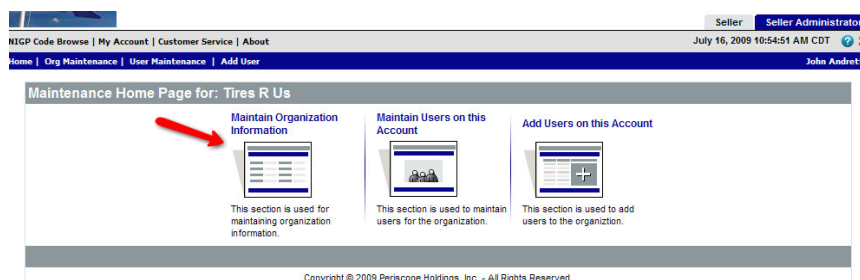 Seller Seller Administrator
NIGP Code Browse | My Account | Customer Service | About July 16, 2009 10:54:51 AM CDT
Home | Org Maintenance | User Maintenance | Add User John Andret
Maintenance Home Page for: Tires R Us
Maintain Organization
Information
This section is used for
maintaining organization
information.
Maintain Users on this
Account
This section is used to maintain
users for the organization.
Add Users on this Account
This section is used to add
users to the organiztion.
Copyright © 2009 Periscope Holdings, Inc. - All Rights Reserved.